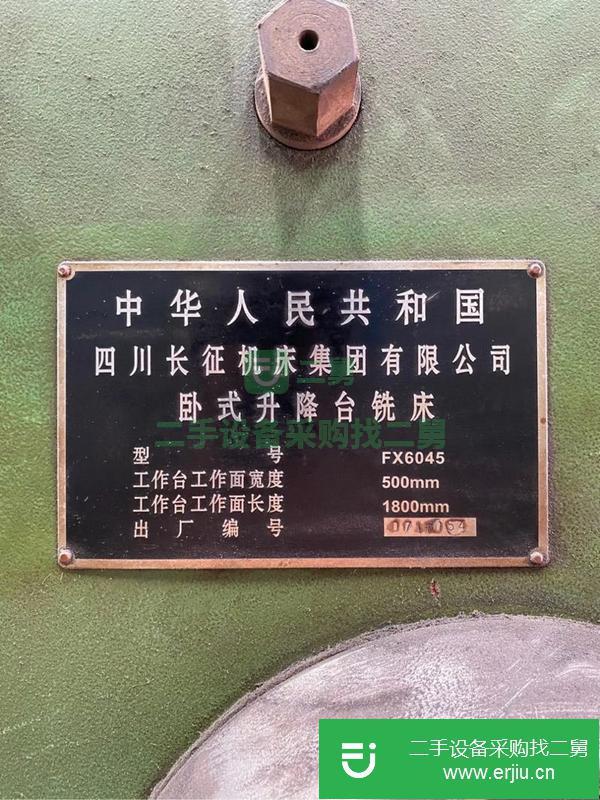 中华人民共和国
四川长征机床集团有限公司
二舅
卧式升降台铣床
二手设备采购找二舅
型号 FX6045
工作台工作面宽度 500mm
工作台工作面长度 1800mm
出厂编号
二手设备采购找二舅
www.erjiu.cn